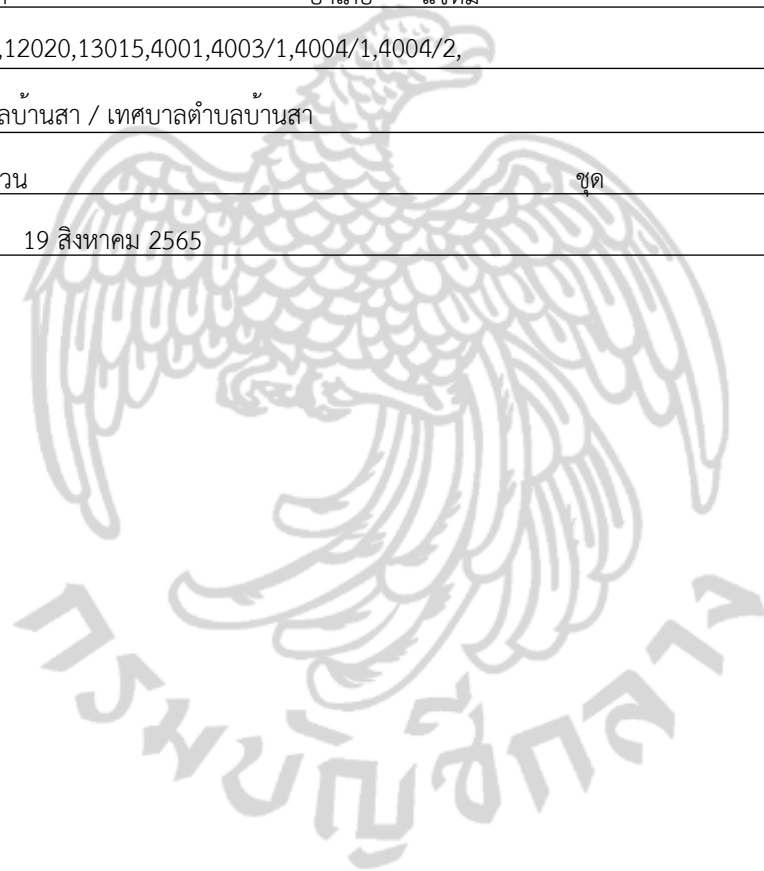 ,12020,13015,4001,4003/1,4004/1,4004/2,
ลบ้านสา / เทศบาลตำบลบ้านสา
วน ชุด
19 สิงหาคม 2565
กรมบัญชีกลาง